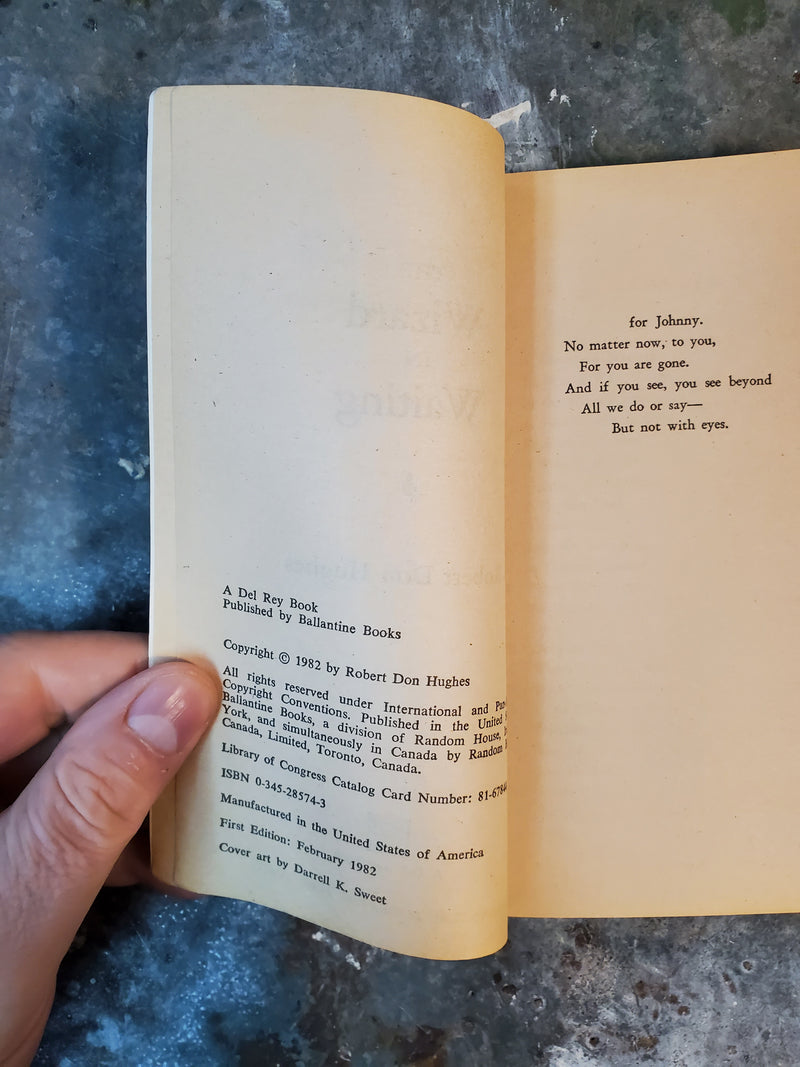 A Del Rey Book
Published by Ballantine Books
Copyright © 1982 by Robert Don Hughes
All rights reserved under International and
Copyright Conventions. Published in the United
Ballantine Books, a division of Random House,
York, and simultaneously in Canada by Random
Canada, Limited, Toronto, Canada.
Library of Congress Catalog Card Number:
ISBN 0-345-28574-3
Manufactured in the United States of America
First Edition: February 1982
Cover art by Darrell K. Sweet
for Johnny.
No matter now, to you,
For you are gone.
And if you see, you see beyond
All we do or say—
But not with eyes.